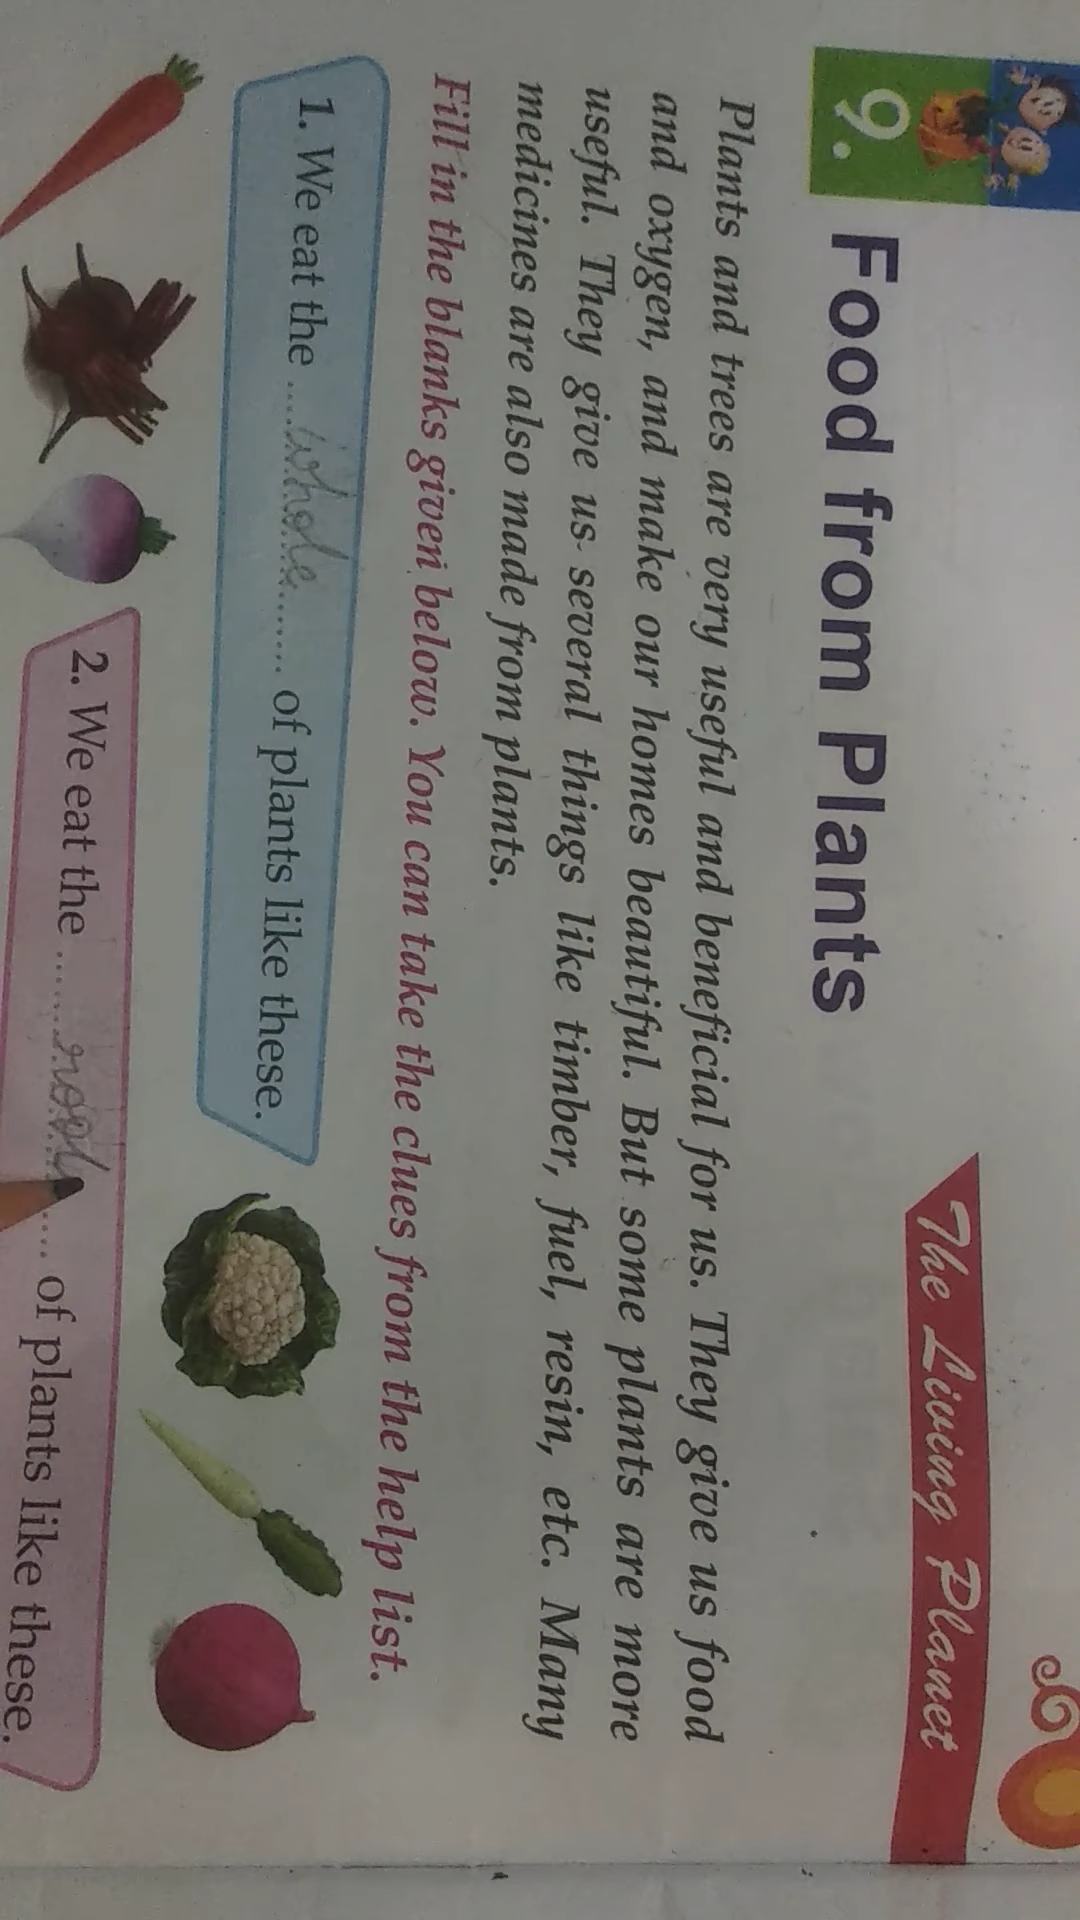 9. Food from Plants
The Living Planet
Plants and trees are very useful and beneficial for us. They give us food
and oxygen, and make our homes beautiful. But some plants are more
useful. They give us several things like timber, fuel, resin, etc. Many
medicines are also made from plants.
Fill in the blanks given below. You can take the clues from the help list.
1. We eat the ....whole....... of plants like these.
2. We eat the ......root.... of plants like these.